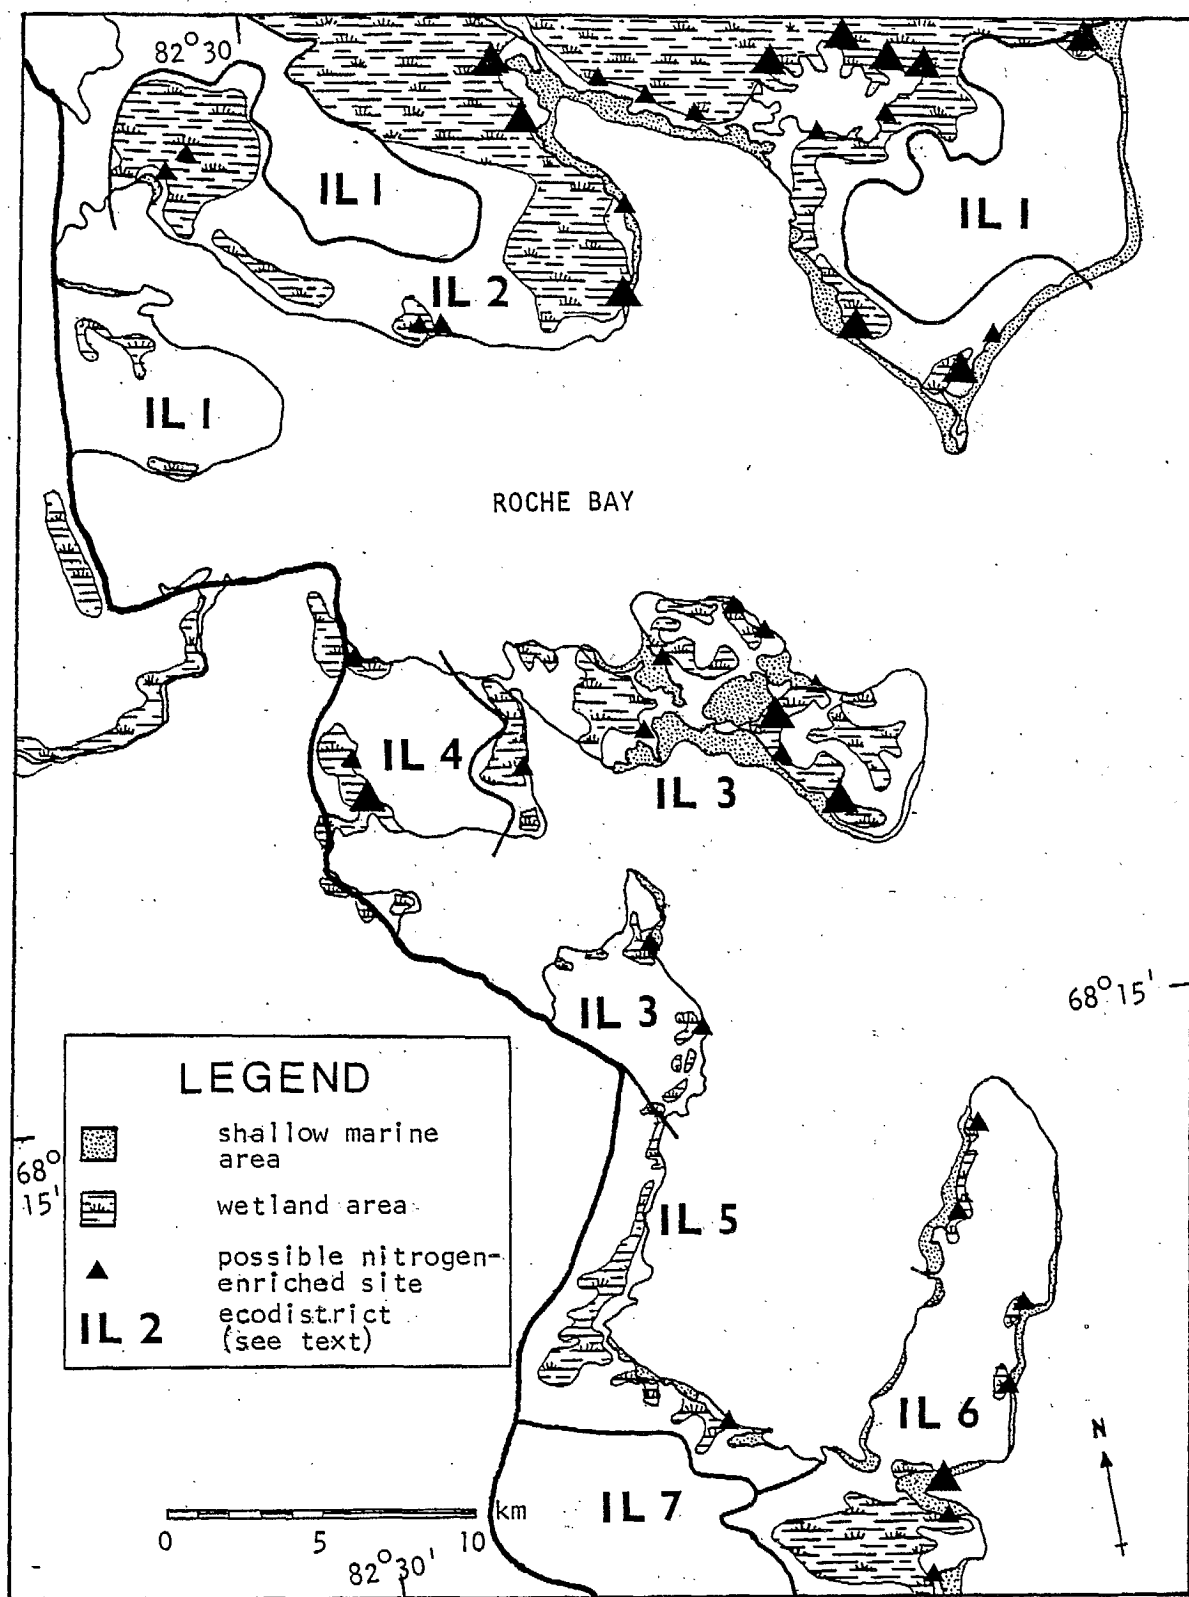 82°30
IL 1
IL 1
IL 2
IL 1
ROCHE BAY
IL 4
IL 3
IL 3
68°15'
LEGEND
shallow marine
area
wetland area
possible nitrogen-
enriched site
IL 2
ecodistrict
(see text)
68°
15'
IL 5
IL 6
N
IL 7
km
0 5 10
82°30'